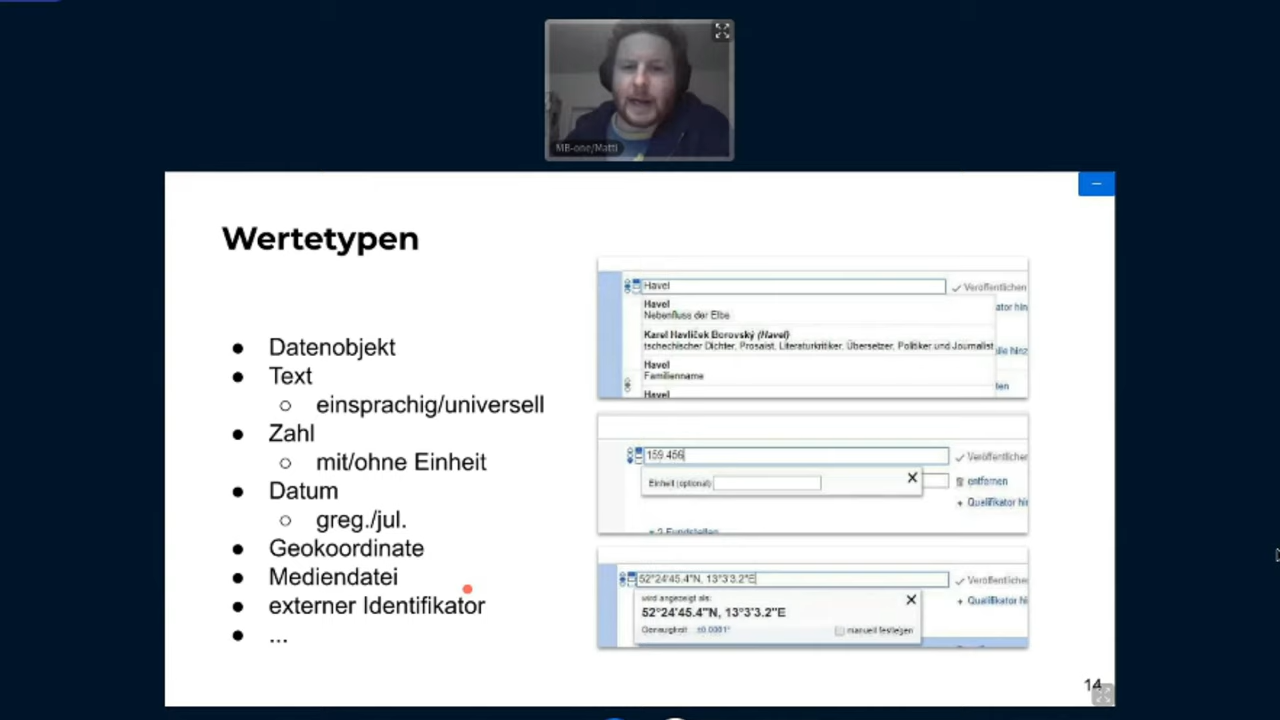 MB-one/Matti
Wertetypen
● Datenobjekt
● Text
○ einsprachig/universell
● Zahl
○ mit/ohne Einheit
● Datum
○ greg./jul.
● Geokoordinate
● Mediendatei
● externer Identifikator
● ...
Havel
Veröffentlichen
Havel
Nebenfluss der Elbe
Karel Havlíček Borovský (Havel)
tschechischer Dichter, Prosaist, Literaturkritiker, Übersetzer, Politiker und Journalist
Havel
Familienname
Havel
159.456
Veröffentlichen
Einheit (optional)
entfernen
+ Qualifikator hi
+ 2 Fundstellen
52°24'45.4"N, 13°3'3.2"E
Veröffentliche
wird angezeigt als:
+ Qualifikator hi
52°24'45.4"N, 13°3'3.2"E
Genauigkeit: ±0.0001°
manuell festlegen
14